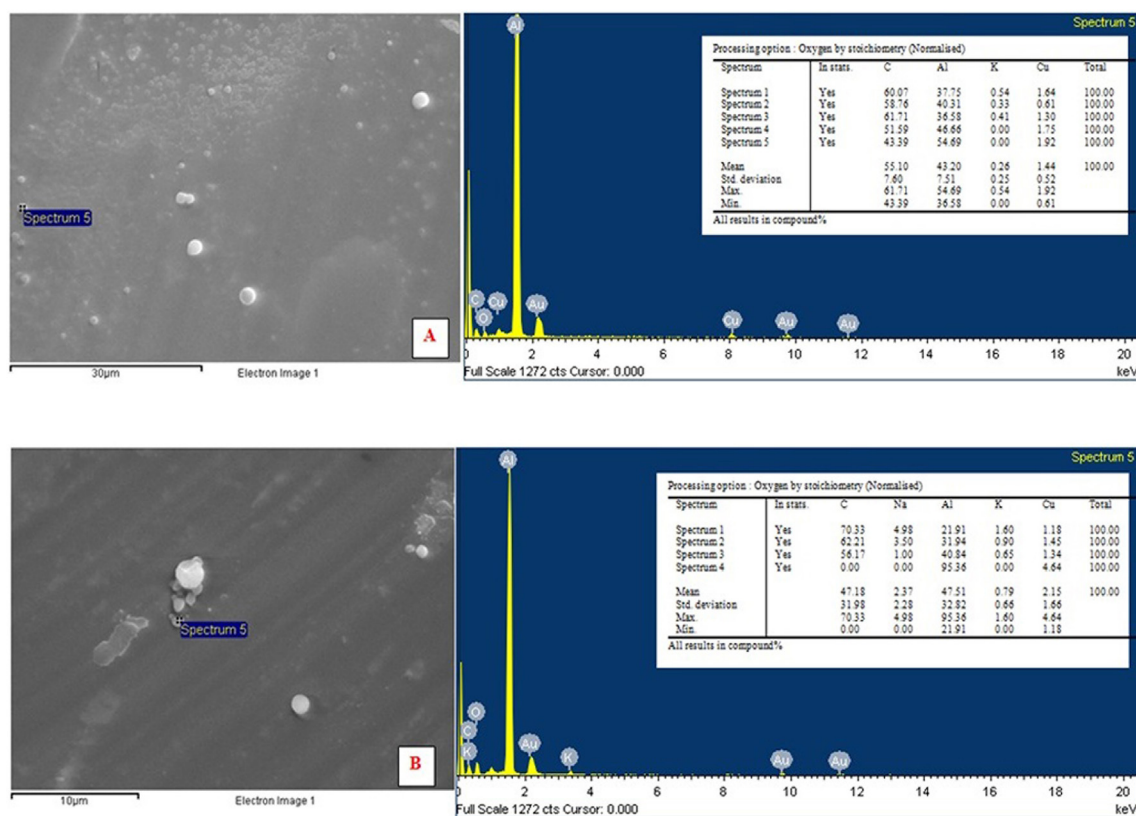 Spectrum 5
A
30µm Electron Image 1
Spectrum 5
Al
C
O
Cu
Au
Cu
Au
Au
0 2 4 6 8 10 12 14 16 18 20
Full Scale 1272 cts Cursor: 0.000 keV
Processing option : Oxygen by stoichiometry (Normalised)
Spectrum In stats. C Al K Cu Total
Spectrum 1 Yes 60.07 37.75 0.54 1.64 100.00
Spectrum 2 Yes 58.76 40.31 0.33 0.61 100.00
Spectrum 3 Yes 61.71 36.58 0.41 1.30 100.00
Spectrum 4 Yes 51.59 46.66 0.00 1.75 100.00
Spectrum 5 Yes 43.39 54.69 0.00 1.92 100.00
Mean 55.10 43.20 0.26 1.44 100.00
Std. deviation 7.60 7.51 0.25 0.52
Max. 61.71 54.69 0.54 1.92
Min. 43.39 36.58 0.00 0.61
All results in compound%
Spectrum 5
B
10µm Electron Image 1
Spectrum 5
Al
O
C
K
Au
K
Au
Au
0 2 4 6 8 10 12 14 16 18 20
Full Scale 1272 cts Cursor: 0.000 keV
Processing option : Oxygen by stoichiometry (Normalised)
Spectrum In stats. C Na Al K Cu Total
Spectrum 1 Yes 70.33 4.98 21.91 1.60 1.18 100.00
Spectrum 2 Yes 62.21 3.50 31.94 0.90 1.45 100.00
Spectrum 3 Yes 56.17 1.00 40.84 0.65 1.34 100.00
Spectrum 4 Yes 0.00 0.00 95.36 0.00 4.64 100.00
Mean 47.18 2.37 47.51 0.79 2.15 100.00
Std. deviation 31.98 2.28 32.82 0.66 1.66
Max. 70.33 4.98 95.36 1.60 4.64
Min. 0.00 0.00 21.91 0.00 1.18
All results in compound%